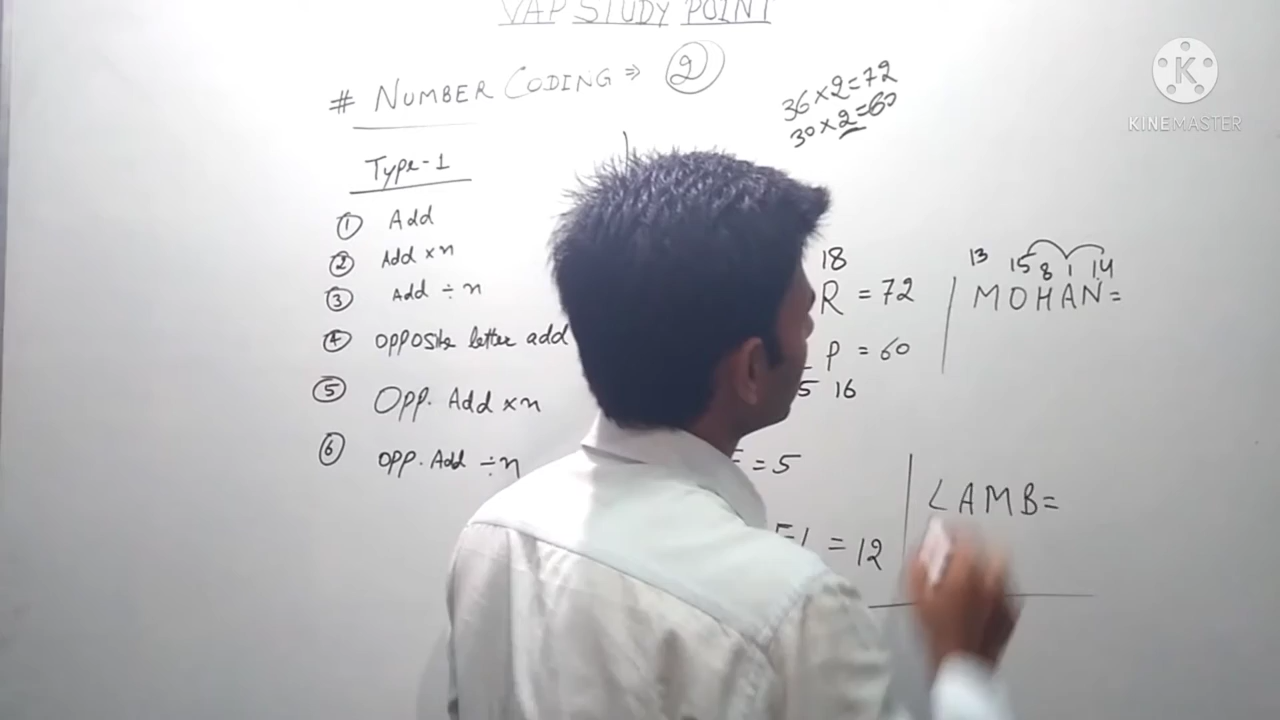 VAP STUDY POINT
# NUMBER CODING ⇒ 2
36 × 2 = 72
30 × 2 = 60
Type-1
① Add
② Add × n
③ Add ÷ n
④ Opposite letter add
⑤ Opp. Add × n
⑥ Opp. Add ÷ n
18
R = 72
P = 60
5 16
= 5
= 12
13 15 8 1 14
MOHAN =
LAMB =
KINEMASTER